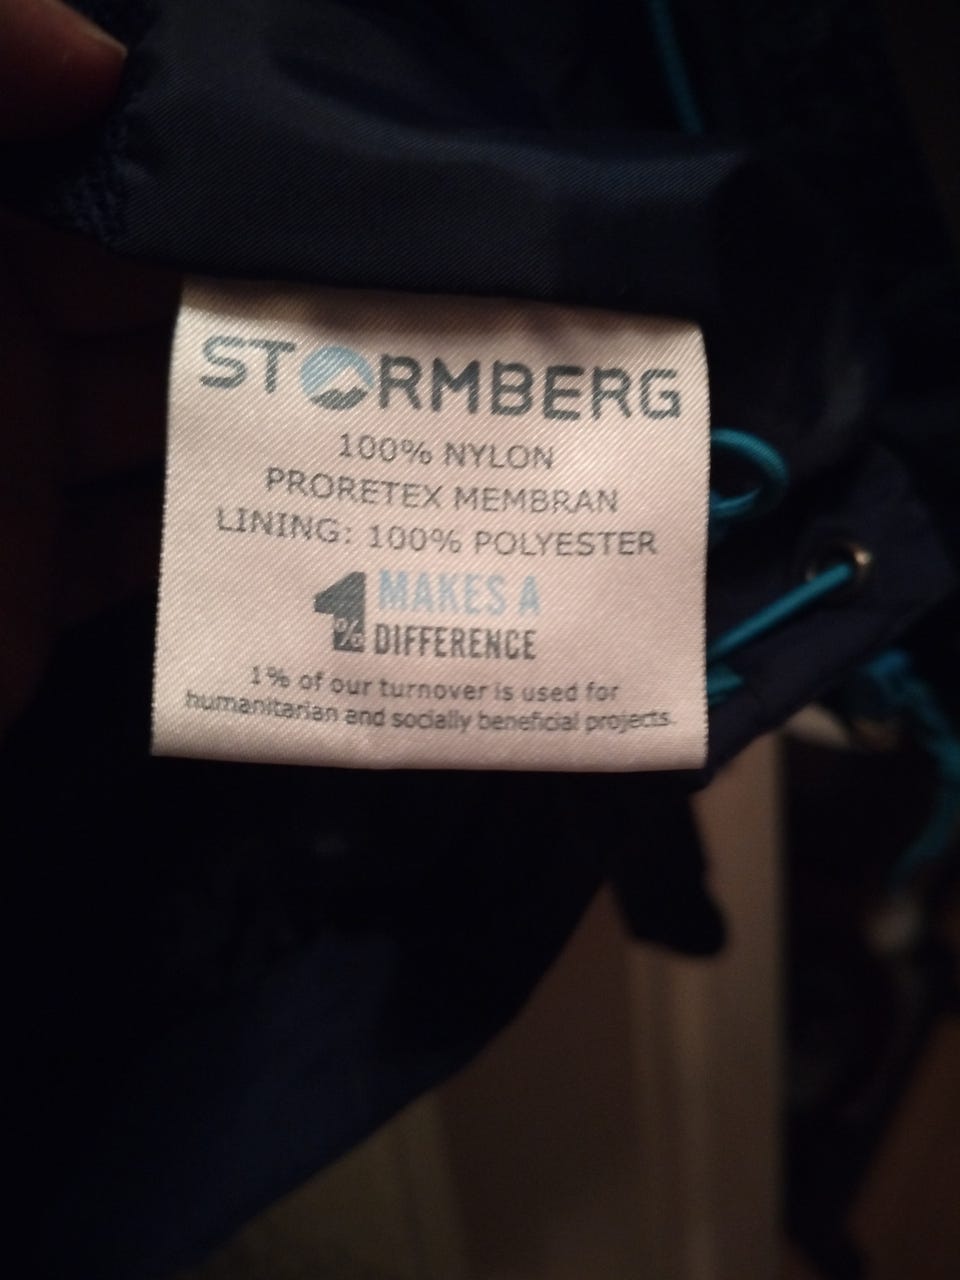 STORMBERG
100% NYLON
PRORETEX MEMBRAN
LINING: 100% POLYESTER
1% MAKES A
DIFFERENCE
1% of our turnover is used for
humanitarian and socially beneficial projects.